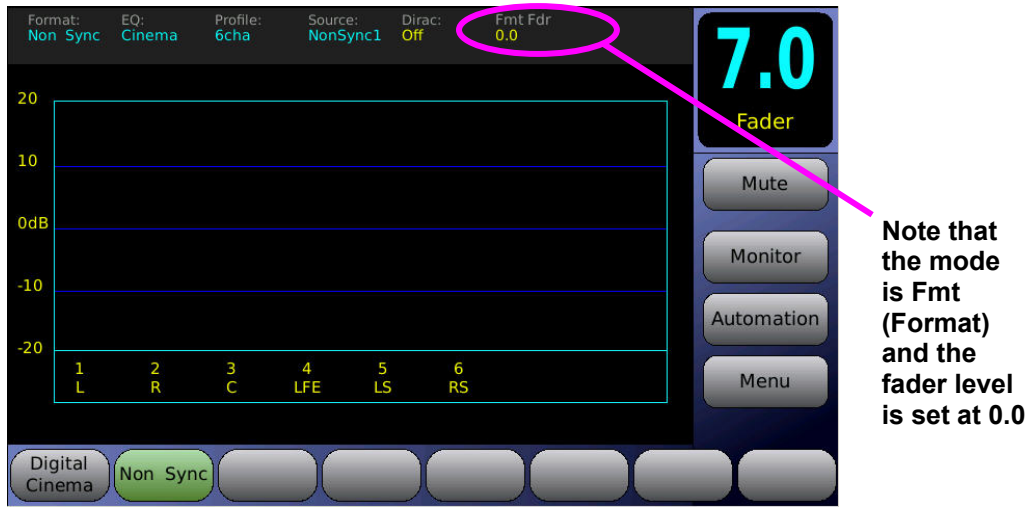 Format: EQ: Profile: Source: Dirac: Fmt Fdr
Non Sync Cinema 6cha NonSync1 Off 0.0
7.0
Fader
20
10
0dB
-10
-20
1 2 3 4 5 6
L R C LFE LS RS
Mute
Monitor
Automation
Menu
Digital
Cinema
Non Sync
Note that
the mode
is Fmt
(Format)
and the
fader level
is set at 0.0